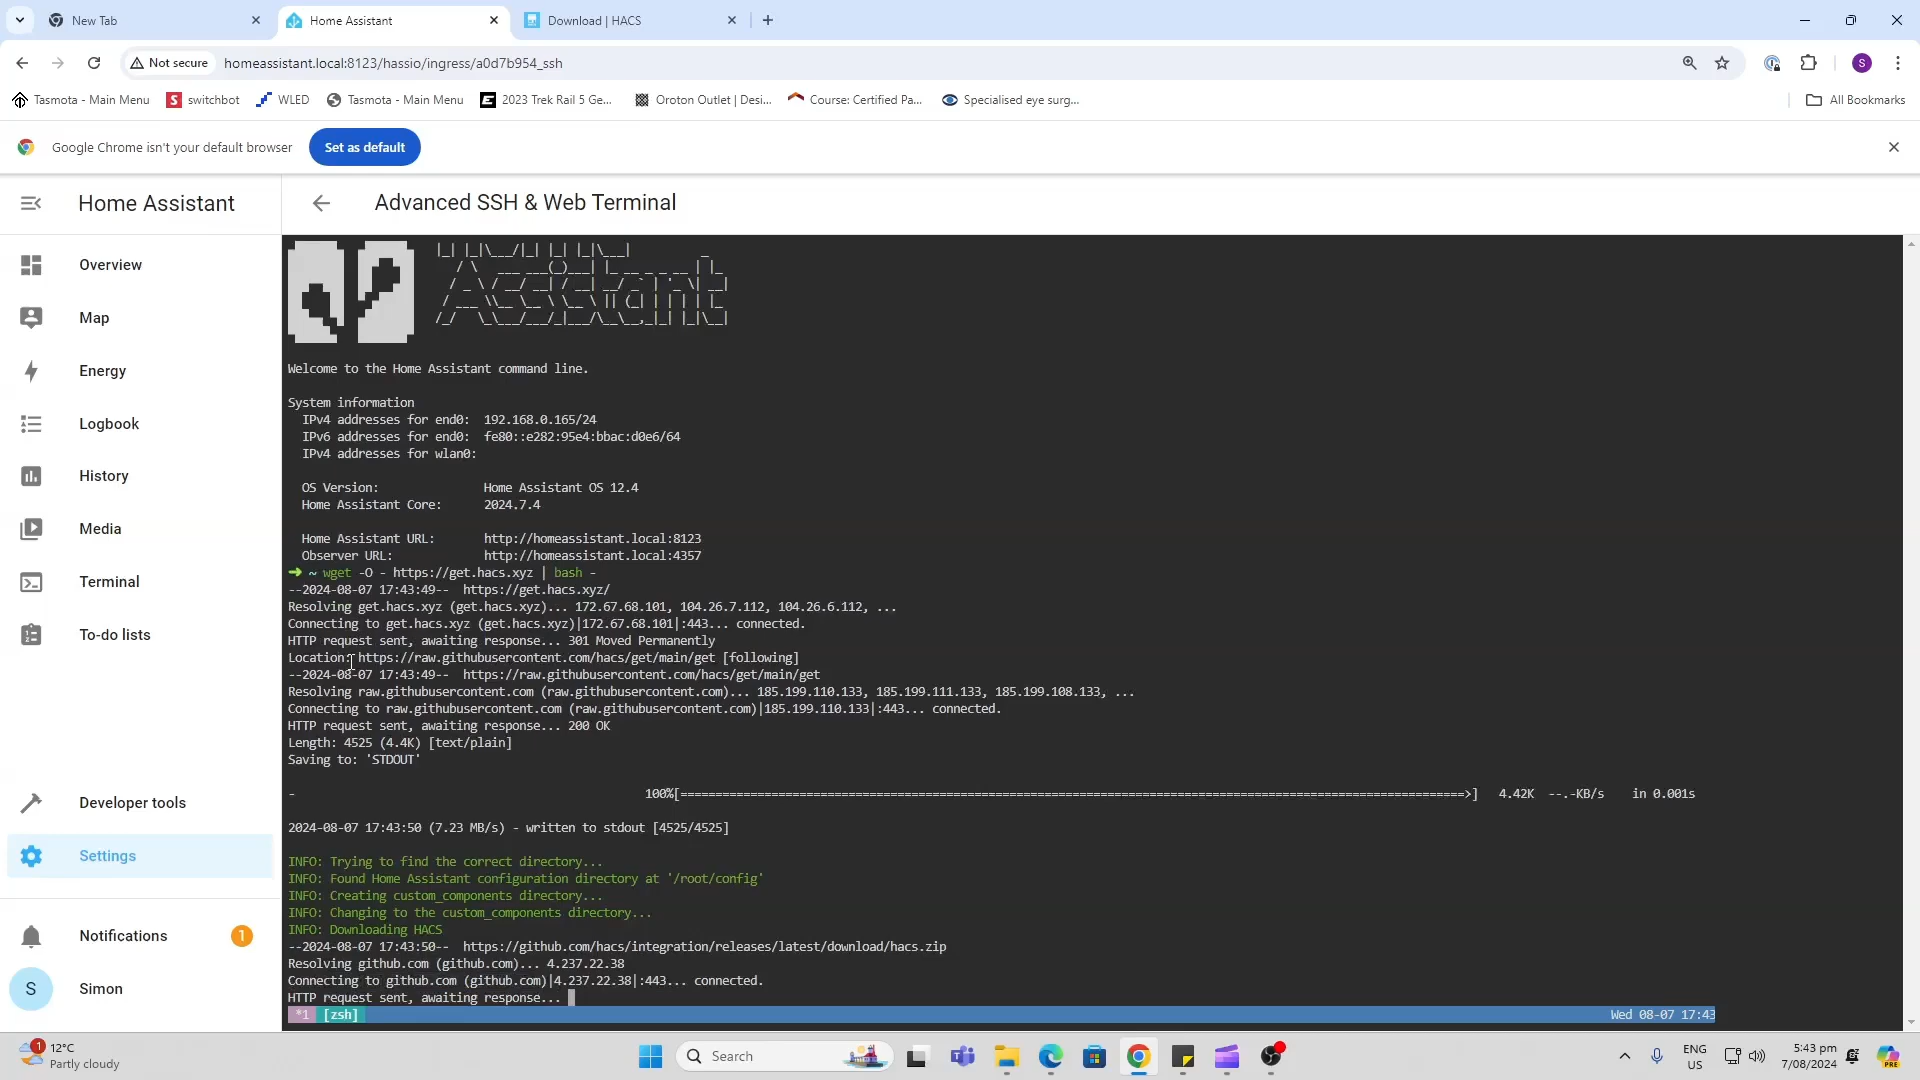 New Tab
Home Assistant
Download | HACS
Not secure
homeassistant.local:8123/hassio/ingress/a0d7b954_ssh
S
Tasmota - Main Menu
switchbot
WLED
Tasmota - Main Menu
2023 Trek Rail 5 Ge...
Oroton Outlet | Desi...
Course: Certified Pa...
Specialised eye surg...
All Bookmarks
Google Chrome isn't your default browser
Set as default
Home Assistant
Advanced SSH & Web Terminal
Overview
Map
Energy
Logbook
History
Media
Terminal
To-do lists
Developer tools
Settings
Notifications
1
S
Simon
Welcome to the Home Assistant command line.
System information
IPv4 addresses for end0: 192.168.0.165/24
IPv6 addresses for end0: fe80::e282:95e4:bbac:d0e6/64
IPv4 addresses for wlan0:
OS Version: Home Assistant OS 12.4
Home Assistant Core: 2024.7.4
Home Assistant URL: http://homeassistant.local:8123
Observer URL: http://homeassistant.local:4357
➜ ~ wget -O - https://get.hacs.xyz | bash -
--2024-08-07 17:43:49-- https://get.hacs.xyz/
Resolving get.hacs.xyz (get.hacs.xyz)... 172.67.68.101, 104.26.7.112, 104.26.6.112, ...
Connecting to get.hacs.xyz (get.hacs.xyz)|172.67.68.101|:443... connected.
HTTP request sent, awaiting response... 301 Moved Permanently
Location: https://raw.githubusercontent.com/hacs/get/main/get [following]
--2024-08-07 17:43:49-- https://raw.githubusercontent.com/hacs/get/main/get
Resolving raw.githubusercontent.com (raw.githubusercontent.com)... 185.199.110.133, 185.199.111.133, 185.199.108.133, ...
Connecting to raw.githubusercontent.com (raw.githubusercontent.com)|185.199.110.133|:443... connected.
HTTP request sent, awaiting response... 200 OK
Length: 4525 (4.4K) [text/plain]
Saving to: 'STDOUT'
- 100%[================================================================================================================>] 4.42K --.-KB/s in 0.001s
2024-08-07 17:43:50 (7.23 MB/s) - written to stdout [4525/4525]
INFO: Trying to find the correct directory...
INFO: Found Home Assistant configuration directory at '/root/config'
INFO: Creating custom_components directory...
INFO: Changing to the custom_components directory...
INFO: Downloading HACS
--2024-08-07 17:43:50-- https://github.com/hacs/integration/releases/latest/download/hacs.zip
Resolving github.com (github.com)... 4.237.22.38
Connecting to github.com (github.com)|4.237.22.38|:443... connected.
HTTP request sent, awaiting response...
*1 [zsh] Wed 08-07 17:43
1
12°C
Partly cloudy
Search
ENG
US
5:43 pm
7/08/2024
PRE